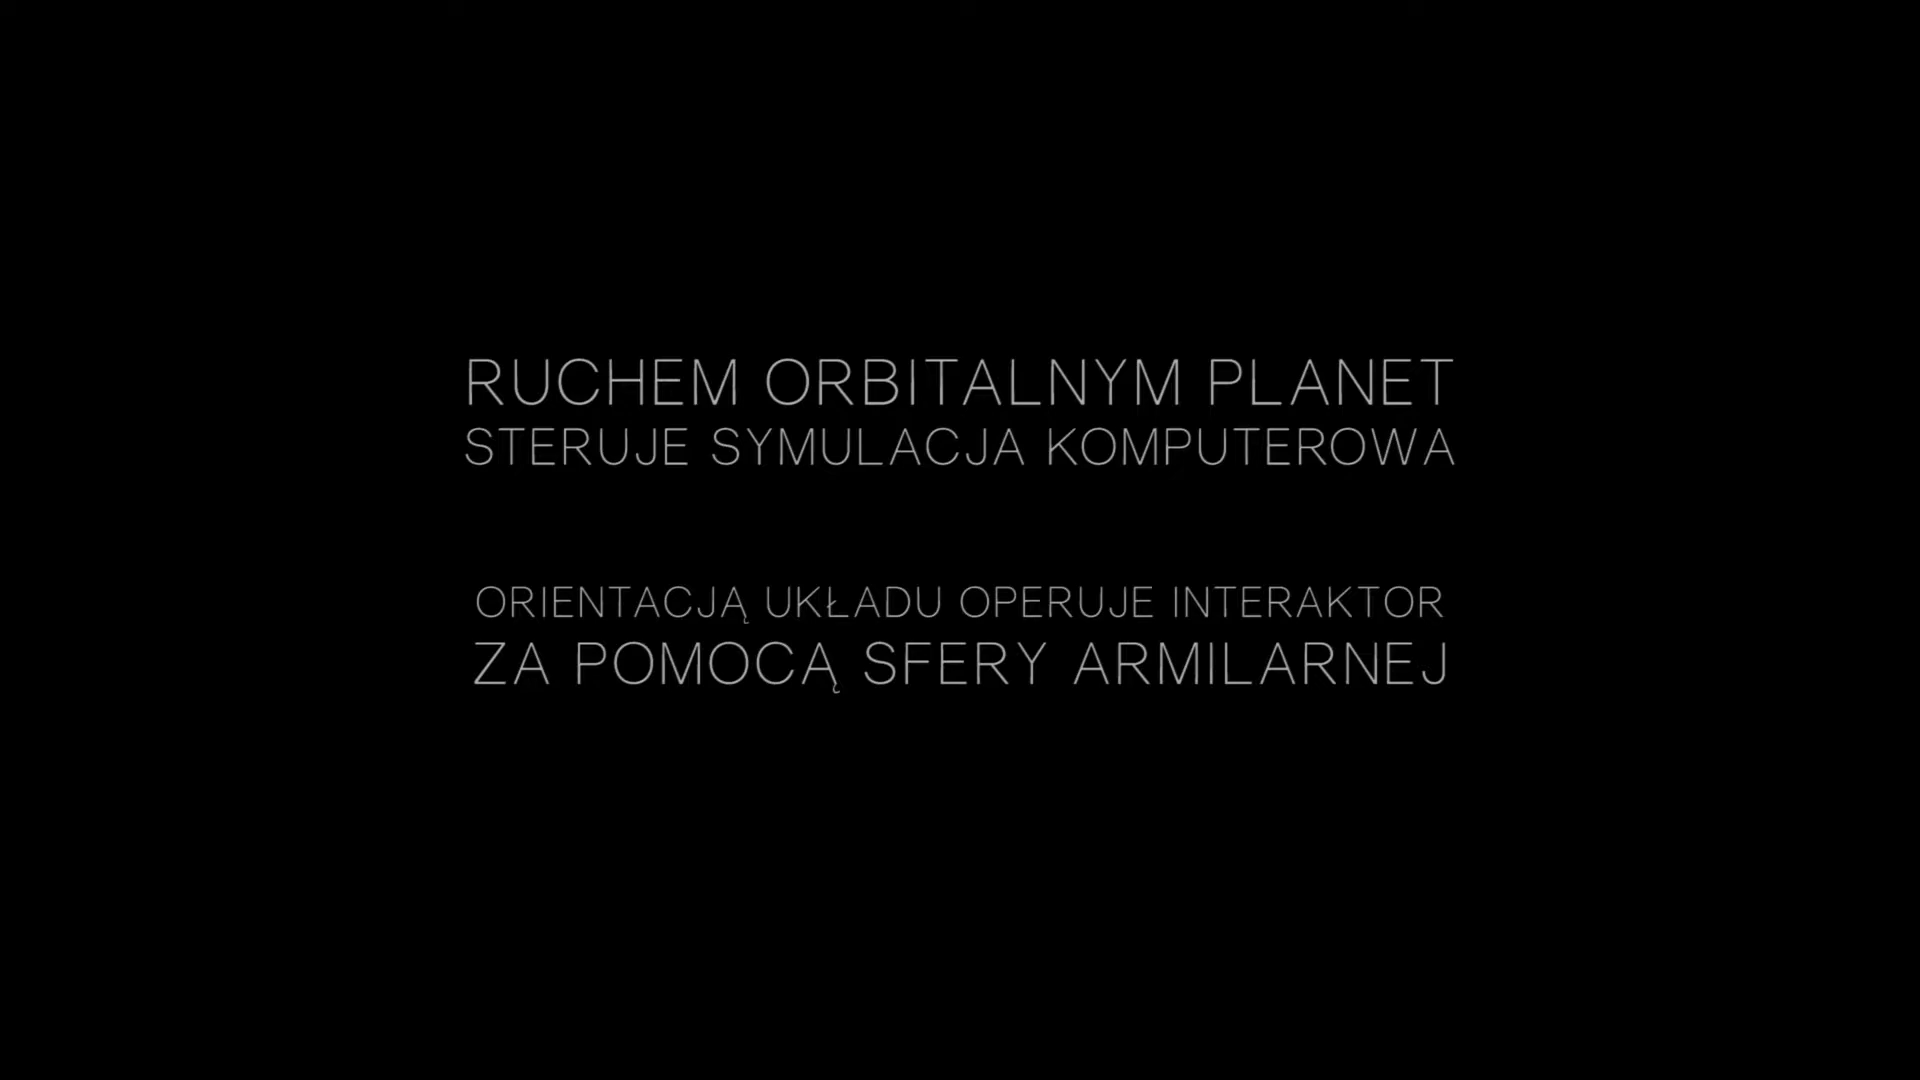 RUCHEM ORBITALNYM PLANET
STERUJE SYMULACJA KOMPUTEROWA
ORIENTACJĄ UKŁADU OPERUJE INTERAKTOR
ZA POMOCĄ SFERY ARMILARNEJ